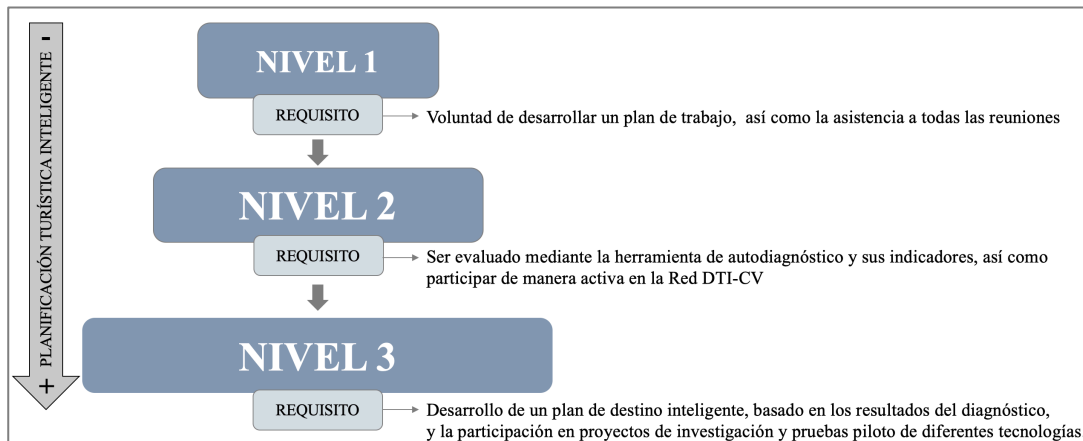 NIVEL 1
REQUISITO
Voluntad de desarrollar un plan de trabajo, así como la asistencia a todas las reuniones
NIVEL 2
REQUISITO
Ser evaluado mediante la herramienta de autodiagnóstico y sus indicadores, así como
participar de manera activa en la Red DTI-CV
NIVEL 3
REQUISITO
Desarrollo de un plan de destino inteligente, basado en los resultados del diagnóstico,
y la participación en proyectos de investigación y pruebas piloto de diferentes tecnologías
+ PLANIFICACIÓN TURÍSTICA INTELIGENTE -